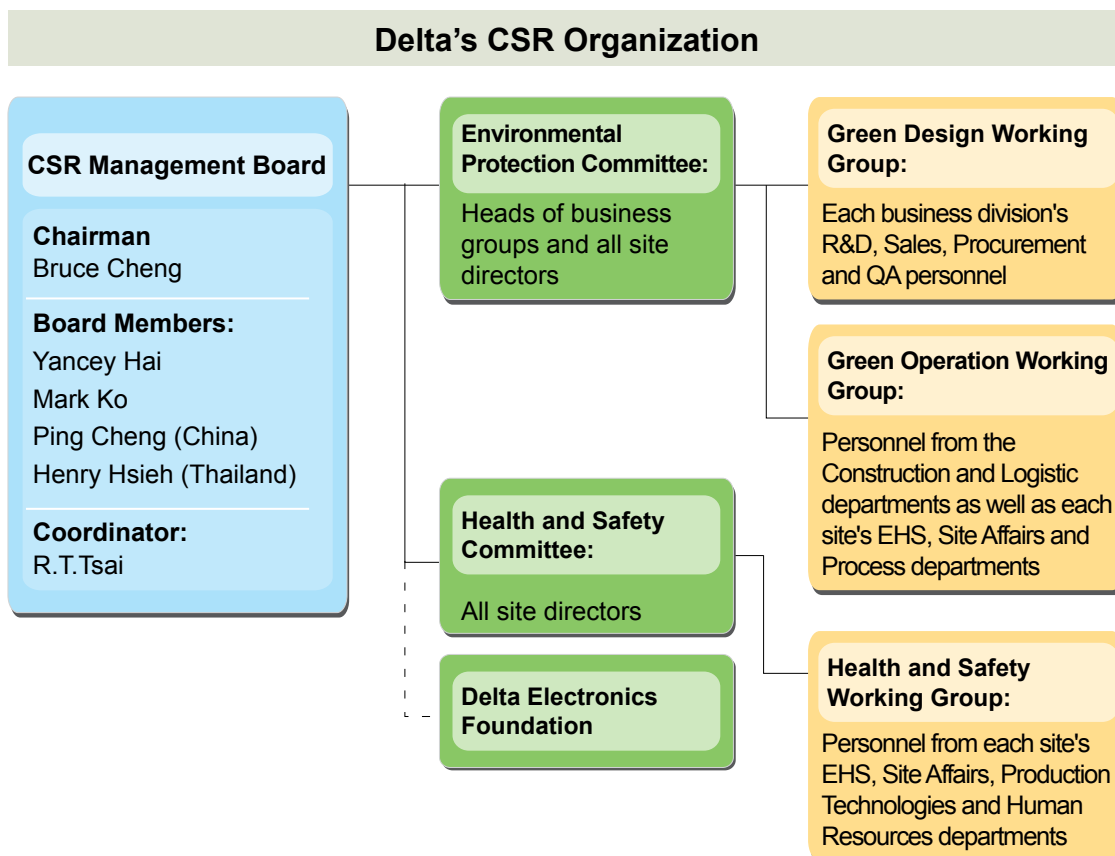 Delta's CSR Organization
CSR Management Board
Chairman
Bruce Cheng
Board Members:
Yancey Hai
Mark Ko
Ping Cheng (China)
Henry Hsieh (Thailand)
Coordinator:
R.T.Tsai
Environmental
Protection Committee:
Heads of business
groups and all site
directors
Health and Safety
Committee:
All site directors
Delta Electronics
Foundation
Green Design Working
Group:
Each business division's
R&D, Sales, Procurement
and QA personnel
Green Operation Working
Group:
Personnel from the
Construction and Logistic
departments as well as each
site's EHS, Site Affairs and
Process departments
Health and Safety
Working Group:
Personnel from each site's
EHS, Site Affairs, Production
Technologies and Human
Resources departments